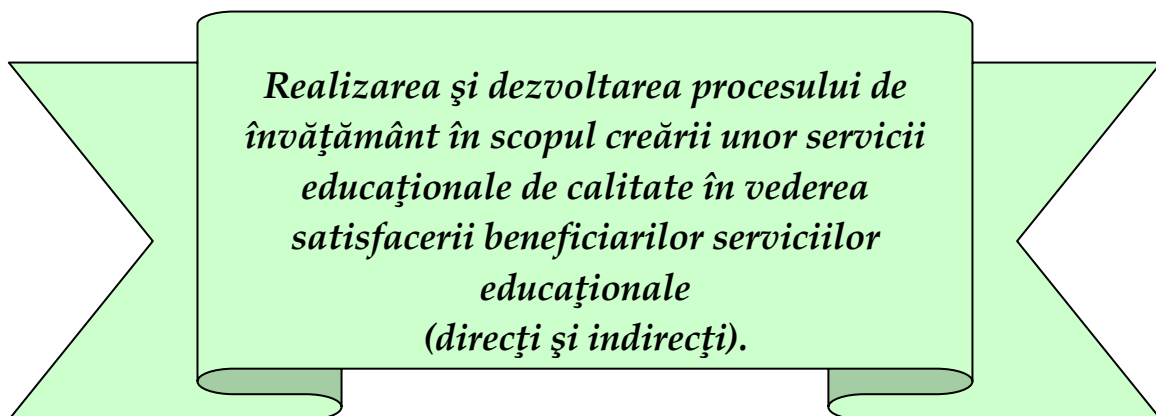 Realizarea şi dezvoltarea procesului de
învăţământ în scopul creării unor servicii
educaţionale de calitate în vederea
satisfacerii beneficiarilor serviciilor
educaţionale
(direcţi şi indirecţi).